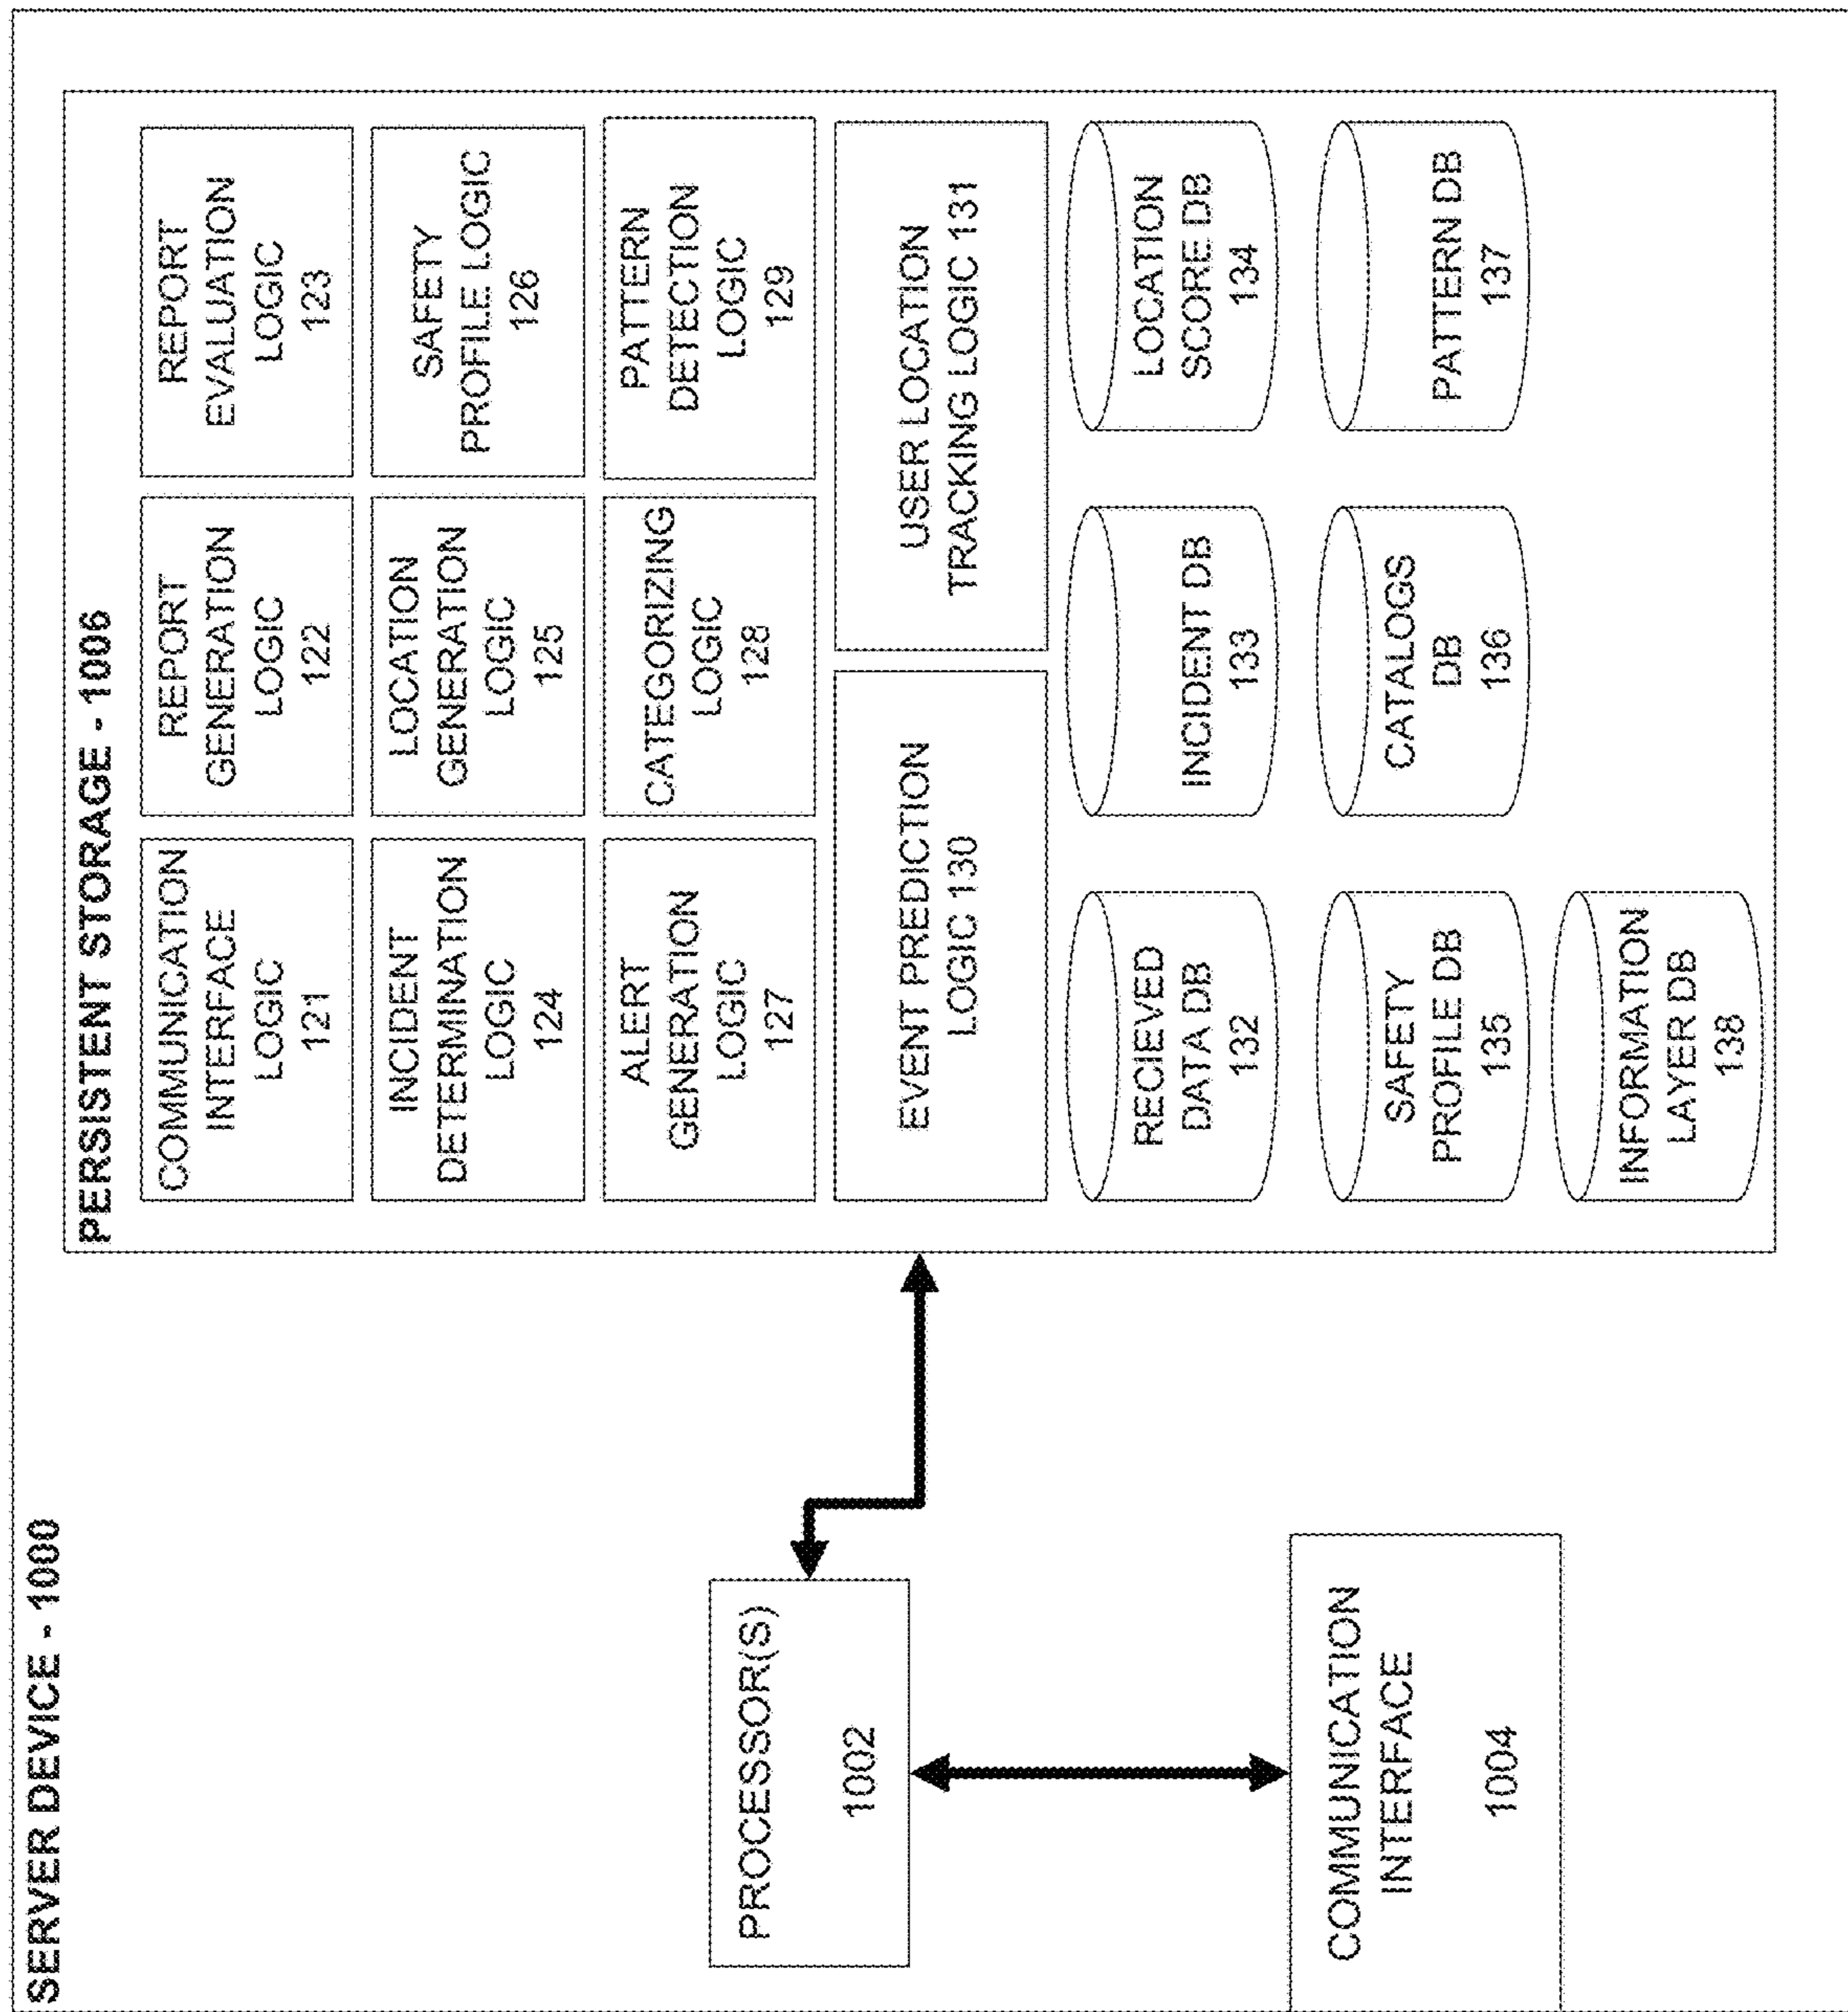 SERVER DEVICE - 1000
PROCESSOR(S)
1002
COMMUNICATION
INTERFACE
1004
PERSISTENT STORAGE - 1006
COMMUNICATION
INTERFACE
LOGIC
121
REPORT
GENERATION
LOGIC
122
REPORT
EVALUATION
LOGIC
123
INCIDENT
DETERMINATION
LOGIC
124
LOCATION
GENERATION
LOGIC
125
SAFETY
PROFILE LOGIC
126
ALERT
GENERATION
LOGIC
127
CATEGORIZING
LOGIC
128
PATTERN
DETECTION
LOGIC
129
EVENT PREDICTION
LOGIC 130
USER LOCATION
TRACKING LOGIC 131
RECIEVED
DATA DB
132
INCIDENT DB
133
LOCATION
SCORE DB
134
SAFETY
PROFILE DB
135
CATALOGS
DB
136
PATTERN DB
137
INFORMATION
LAYER DB
138